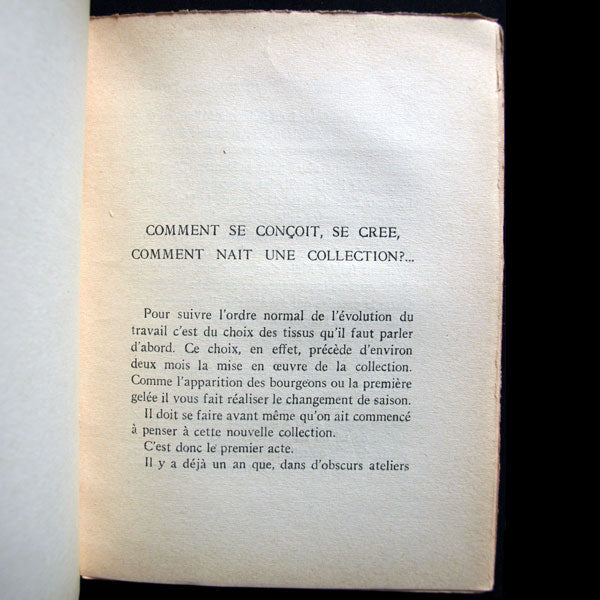 COMMENT SE CONÇOIT, SE CREE,
COMMENT NAIT UNE COLLECTION?...
Pour suivre l'ordre normal de l'évolution du
travail c'est du choix des tissus qu'il faut parler
d'abord. Ce choix, en effet, précède d'environ
deux mois la mise en œuvre de la collection.
Comme l'apparition des bourgeons ou la première
gelée il vous fait réaliser le changement de saison.
Il doit se faire avant même qu'on ait commencé
à penser à cette nouvelle collection.
C'est donc le premier acte.
Il y a déjà un an que, dans d'obscurs ateliers